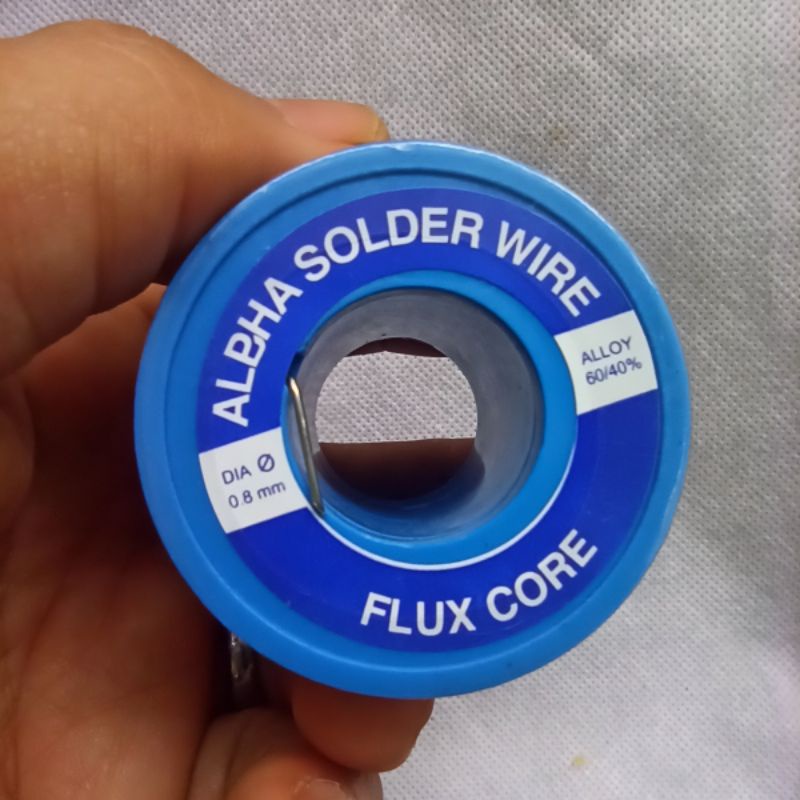 ALBHA SOLDER WIRE
ALLOY
60/40%
DIA Ø
0.8 mm
FLUX CORE